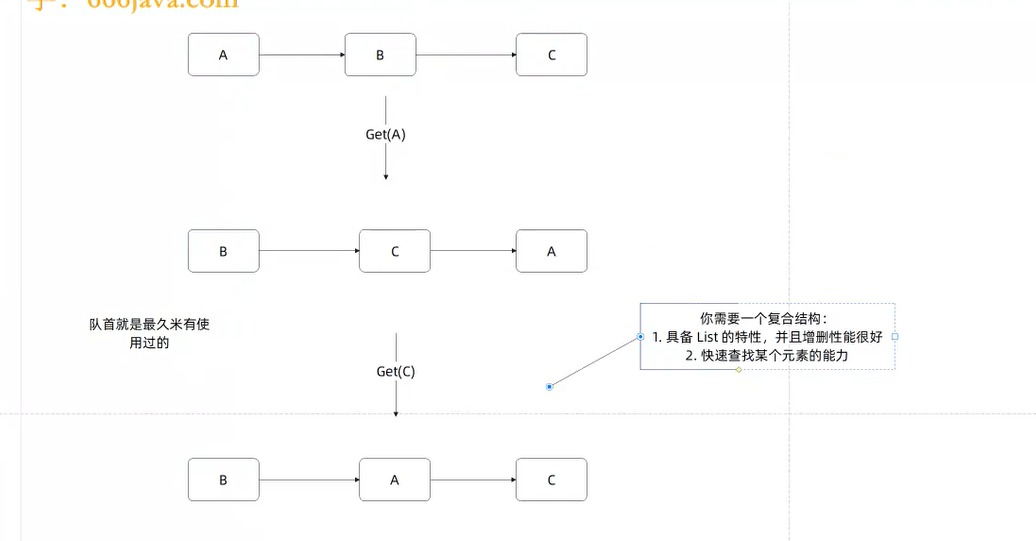 字：666java.com
A
B
C
Get(A)
B
C
A
队首就是最久米有使
用过的
你需要一个复合结构：
1. 具备 List 的特性，并且增删性能很好
2. 快速查找某个元素的能力
Get(C)
B
A
C